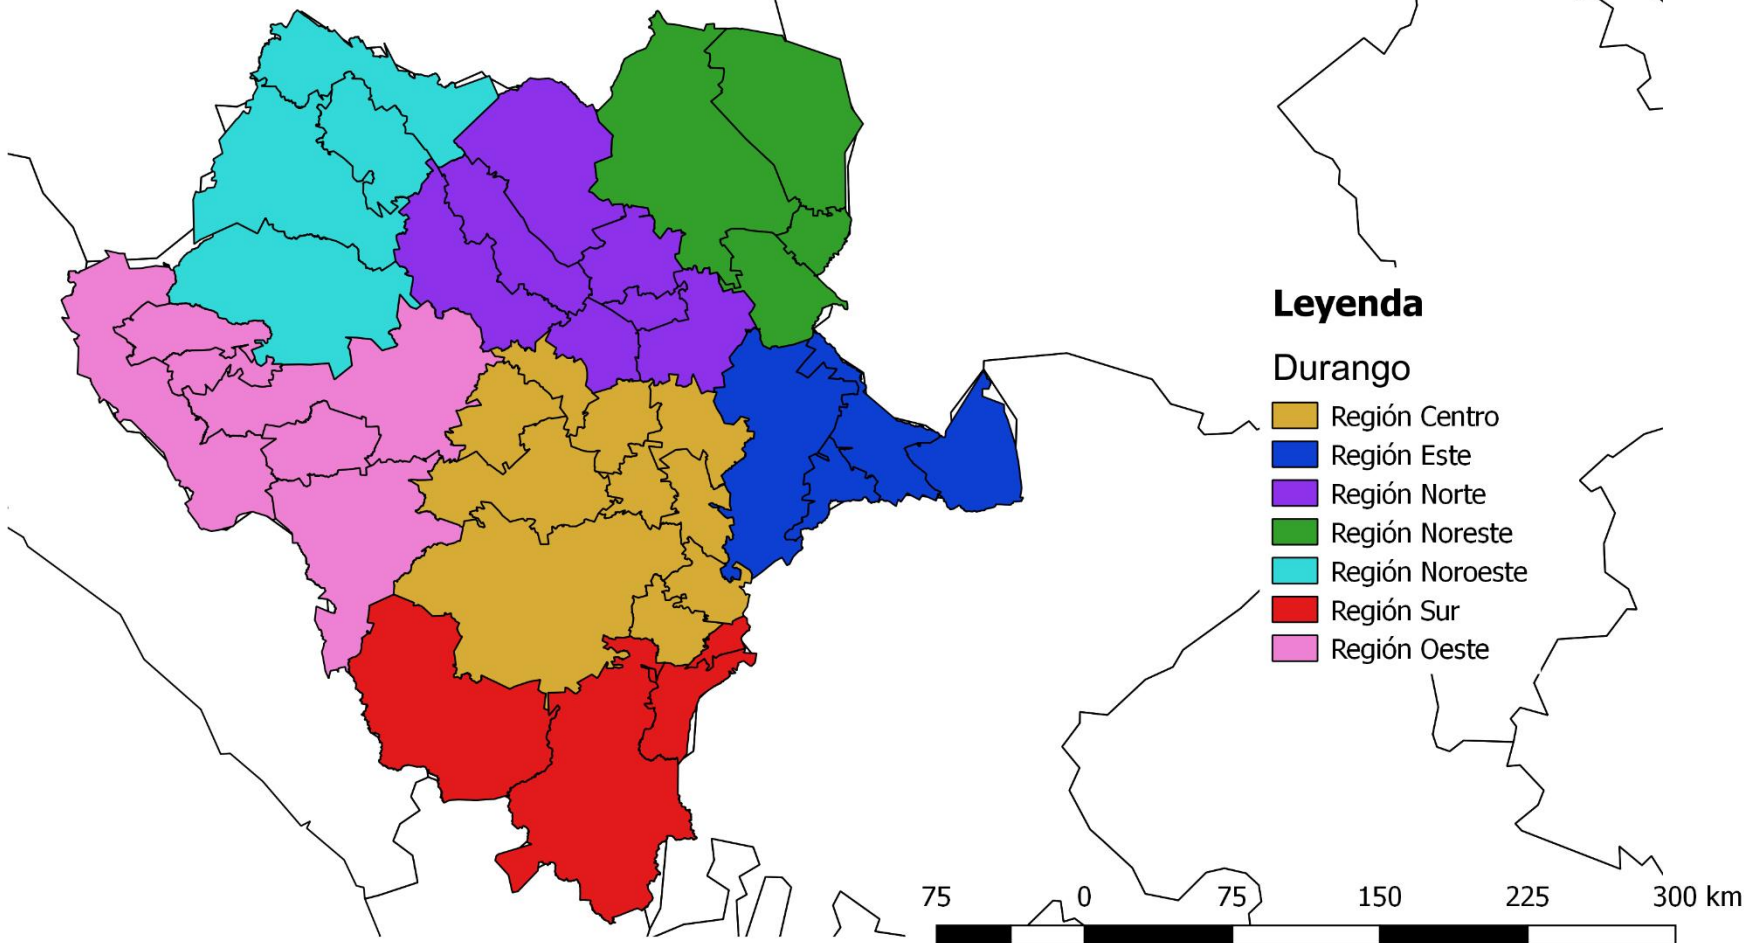 Leyenda
Durango
Región Centro
Región Este
Región Norte
Región Noreste
Región Noroeste
Región Sur
Región Oeste
75 0 75 150 225 300 km